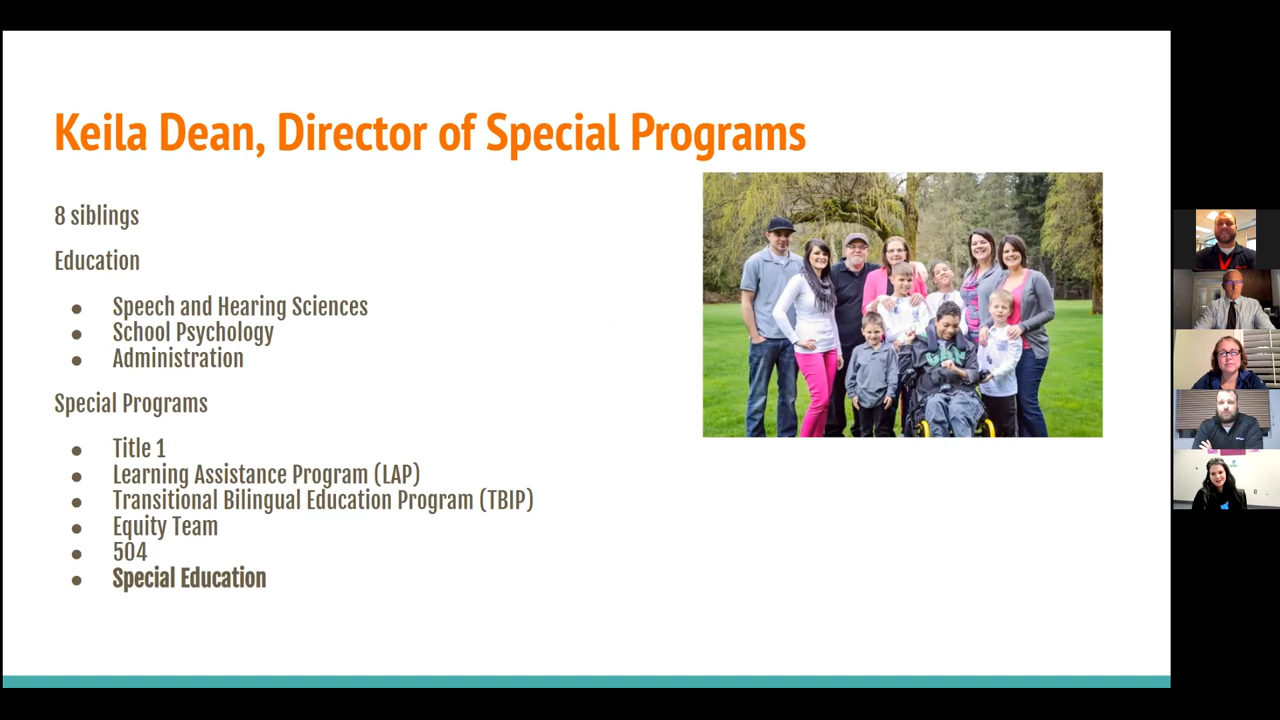 Keila Dean, Director of Special Programs
8 siblings
Education
● Speech and Hearing Sciences
● School Psychology
● Administration
Special Programs
● Title 1
● Learning Assistance Program (LAP)
● Transitional Bilingual Education Program (TBIP)
● Equity Team
● 504
● Special Education